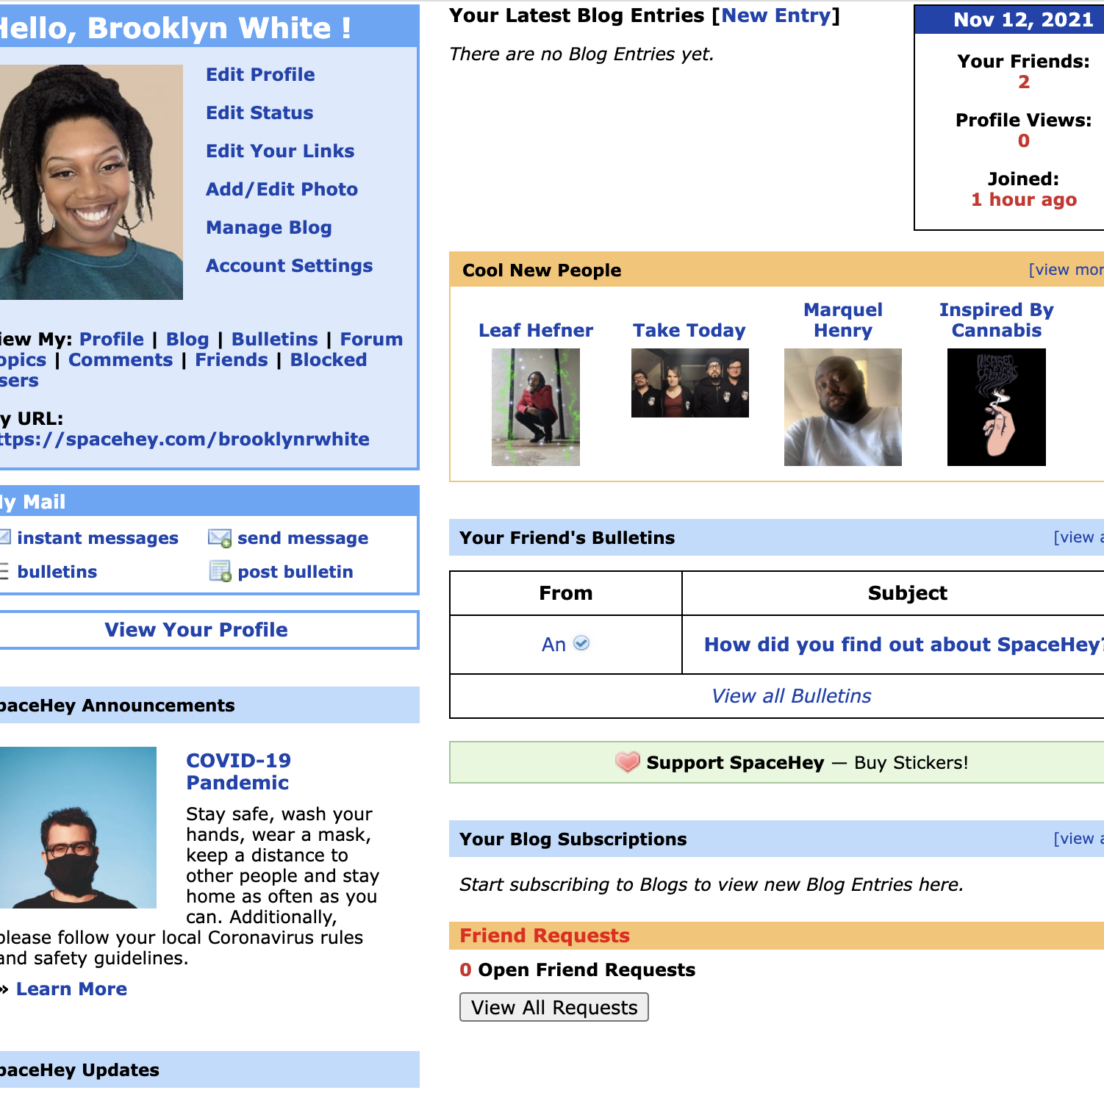 Hello, Brooklyn White !
Edit Profile
Edit Status
Edit Your Links
Add/Edit Photo
Manage Blog
Account Settings
iew My: Profile | Blog | Bulletins | Forum
opics | Comments | Friends | Blocked
sers
y URL:
ttps://spacehey.com/brooklynrwhite
y Mail
instant messages
send message
bulletins
post bulletin
View Your Profile
paceHey Announcements
COVID-19
Pandemic
Stay safe, wash your
hands, wear a mask,
keep a distance to
other people and stay
home as often as you
can. Additionally,
please follow your local Coronavirus rules
and safety guidelines.
» Learn More
paceHey Updates
Your Latest Blog Entries [New Entry]
There are no Blog Entries yet.
Nov 12, 2021
Your Friends:
2
Profile Views:
0
Joined:
1 hour ago
Cool New People
[view mor
Leaf Hefner
Take Today
Marquel
Henry
Inspired By
Cannabis
INSPIRED
CANNABIS
Your Friend's Bulletins
[view a
From
Subject
An
How did you find out about SpaceHey?
View all Bulletins
Support SpaceHey — Buy Stickers!
Your Blog Subscriptions
[view a
Start subscribing to Blogs to view new Blog Entries here.
Friend Requests
0 Open Friend Requests
View All Requests